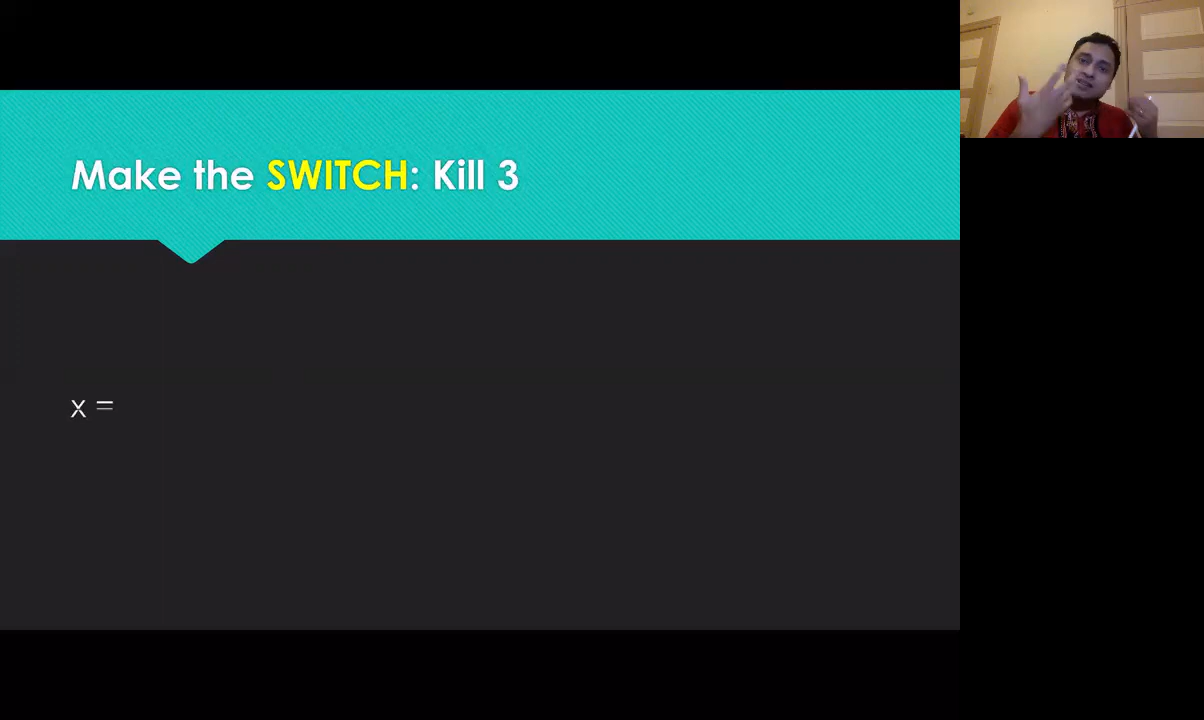 Make the SWITCH: Kill 3
x =